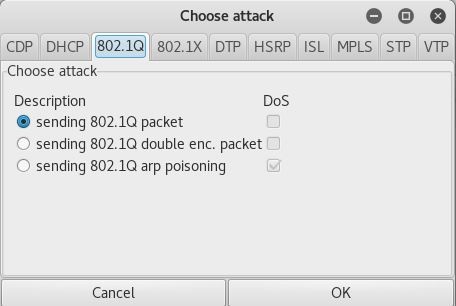 Choose attack
CDP DHCP 802.1Q 802.1X DTP HSRP ISL MPLS STP VTP
Choose attack
Description DoS
sending 802.1Q packet
sending 802.1Q double enc. packet
sending 802.1Q arp poisoning
Cancel OK